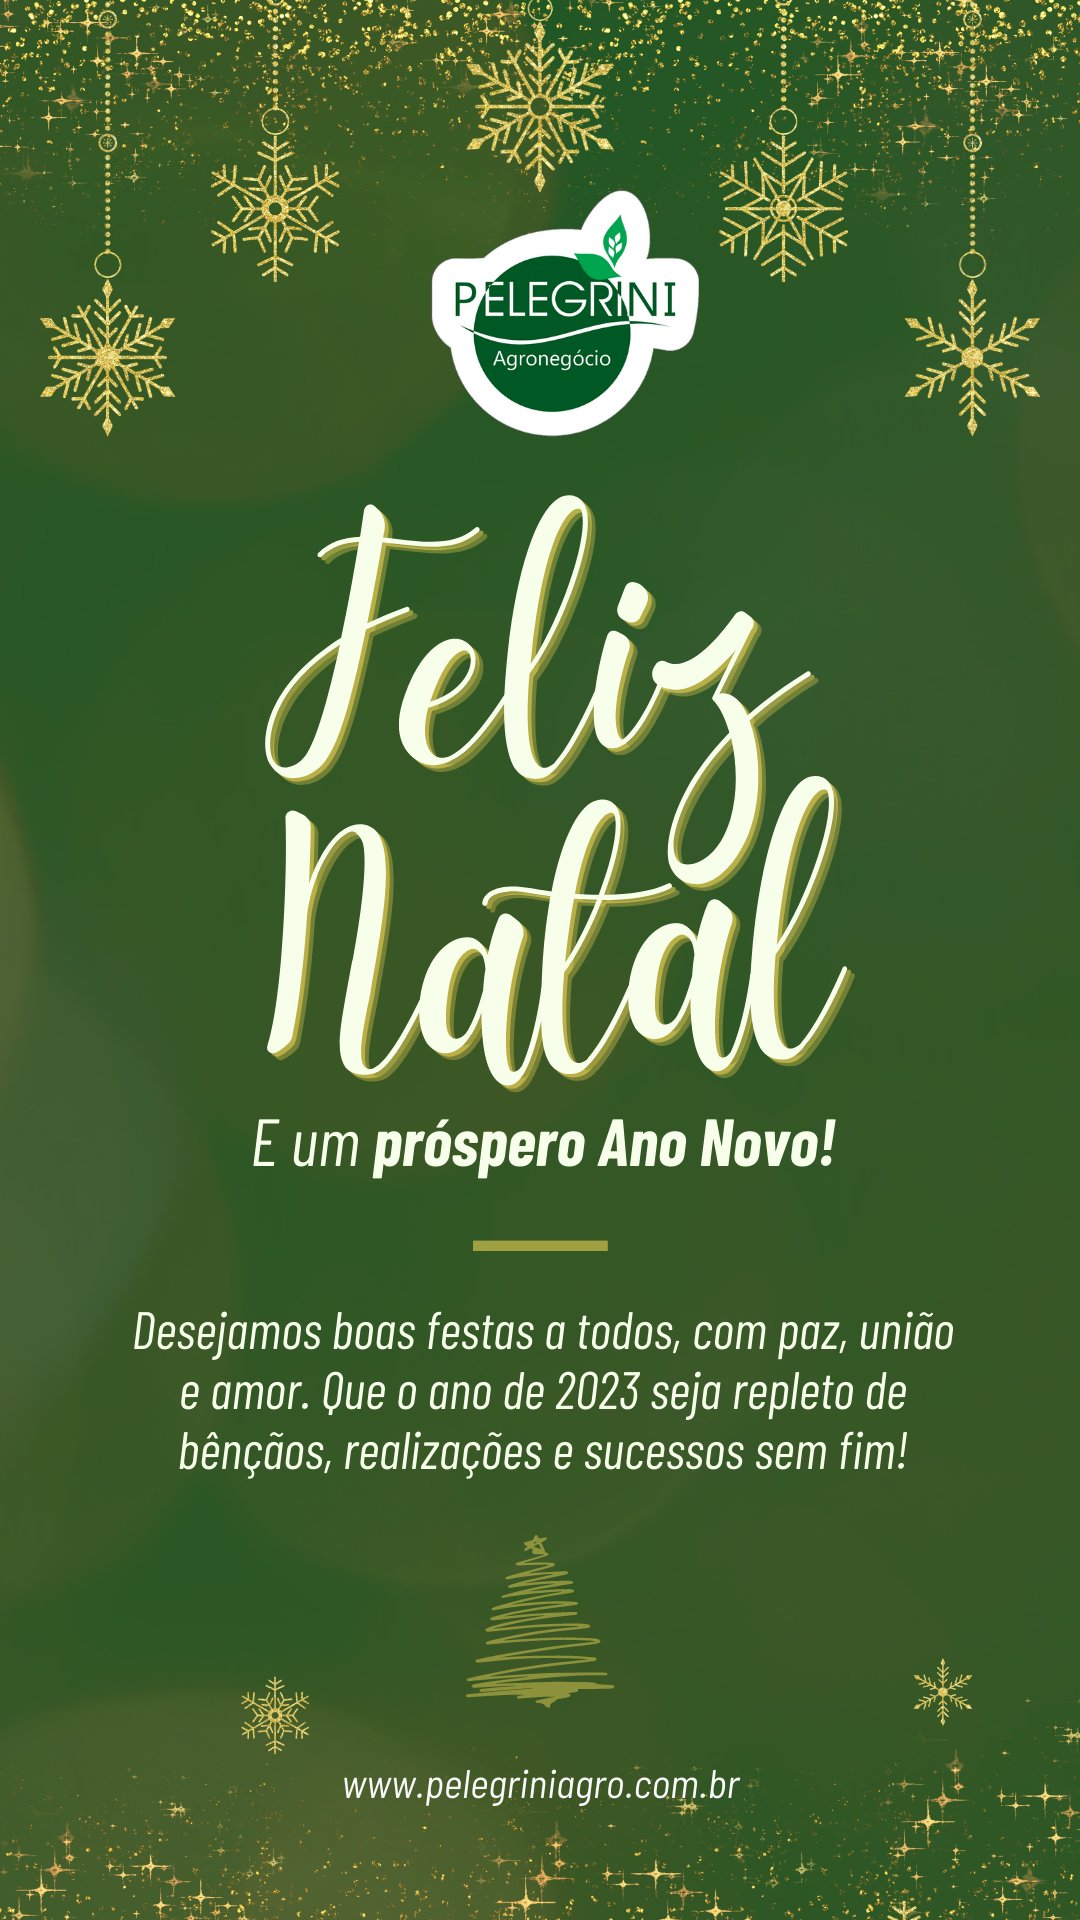 PELEGRINI
Agronegócio
Feliz
Natal
E um próspero Ano Novo!
Desejamos boas festas a todos, com paz, união
e amor. Que o ano de 2023 seja repleto de
bênçãos, realizações e sucessos sem fim!
www.pelegriniagro.com.br